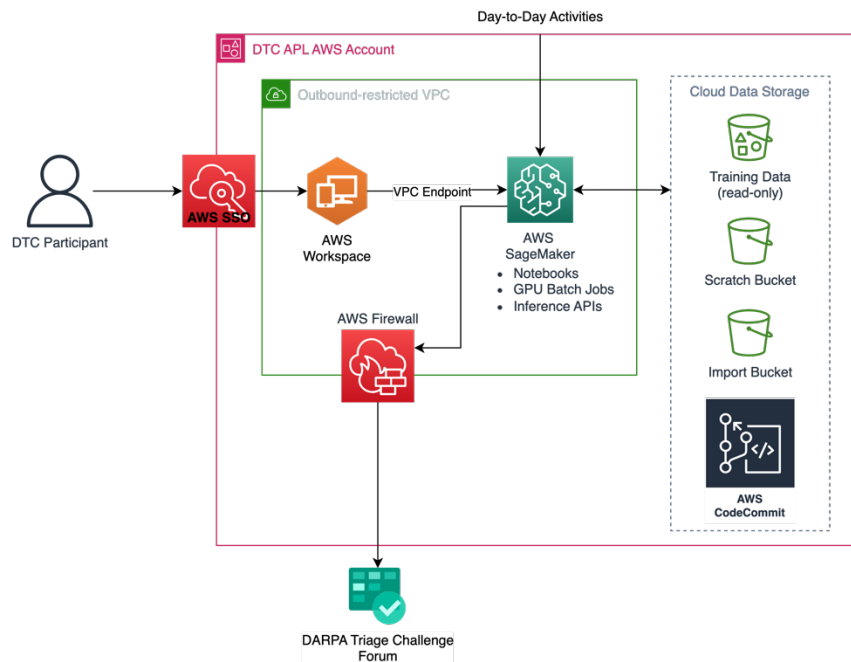 Day-to-Day Activities
DTC APL AWS Account
Outbound-restricted VPC
Cloud Data Storage
Training Data
(read-only)
DTC Participant
AWS SSO
AWS
Workspace
VPC Endpoint
AWS
SageMaker
• Notebooks
• GPU Batch Jobs
• Inference APIs
Scratch Bucket
AWS Firewall
Import Bucket
</>
AWS
CodeCommit
DARPA Triage Challenge
Forum